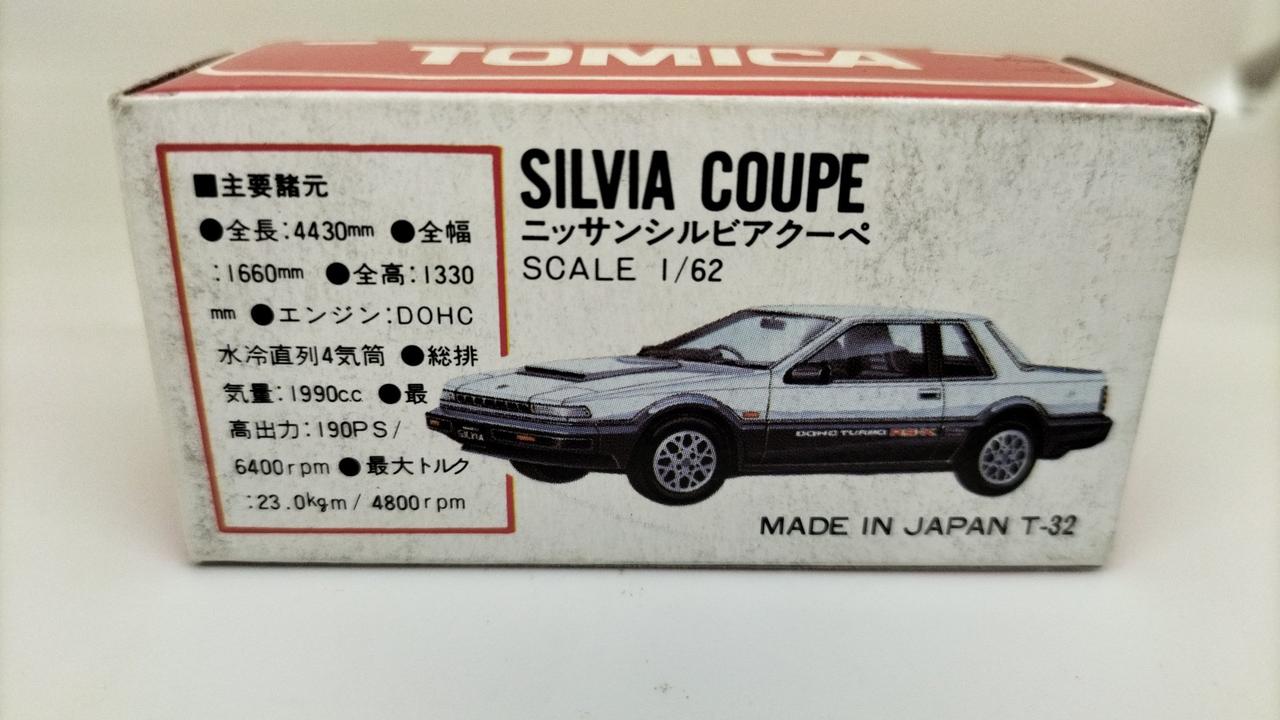 TOMICA
■主要諸元
●全長:4430mm ●全幅
:1660mm ●全高:1330
mm ●エンジン:DOHC
水冷直列4気筒 ●総排
気量:1990cc ●最
高出力:190PS/
6400rpm ●最大トルク
:23.0kgm/4800rpm
SILVIA COUPE
ニッサンシルビアクーペ
SCALE 1/62
DOHC TURBO RS-X
SILVIA
MADE IN JAPAN T-32